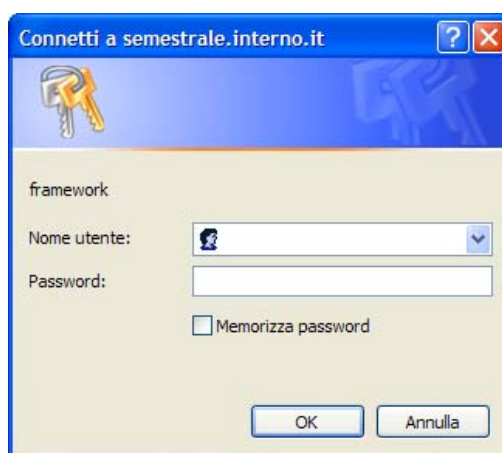 Connetti a semestrale.interno.it
framework
Nome utente:
Password:
Memorizza password
OK Annulla